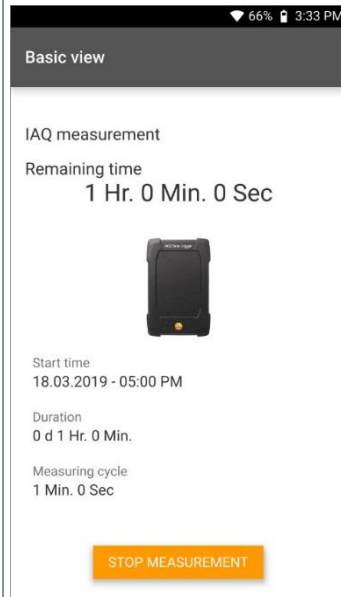 66% 3:33 PM
Basic view
IAQ measurement
Remaining time
1 Hr. 0 Min. 0 Sec
Start time
18.03.2019 - 05:00 PM
Duration
0 d 1 Hr. 0 Min.
Measuring cycle
1 Min. 0 Sec
STOP MEASUREMENT